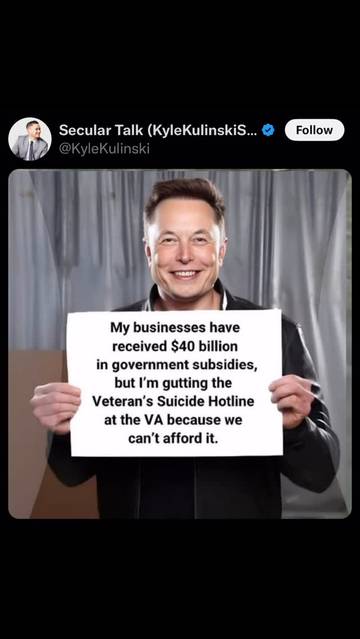 Secular Talk (KyleKulinskiS...
Follow
@KyleKulinski
My businesses have
received $40 billion
in government subsidies,
but I'm gutting the
Veteran's Suicide Hotline
at the VA because we
can't afford it.